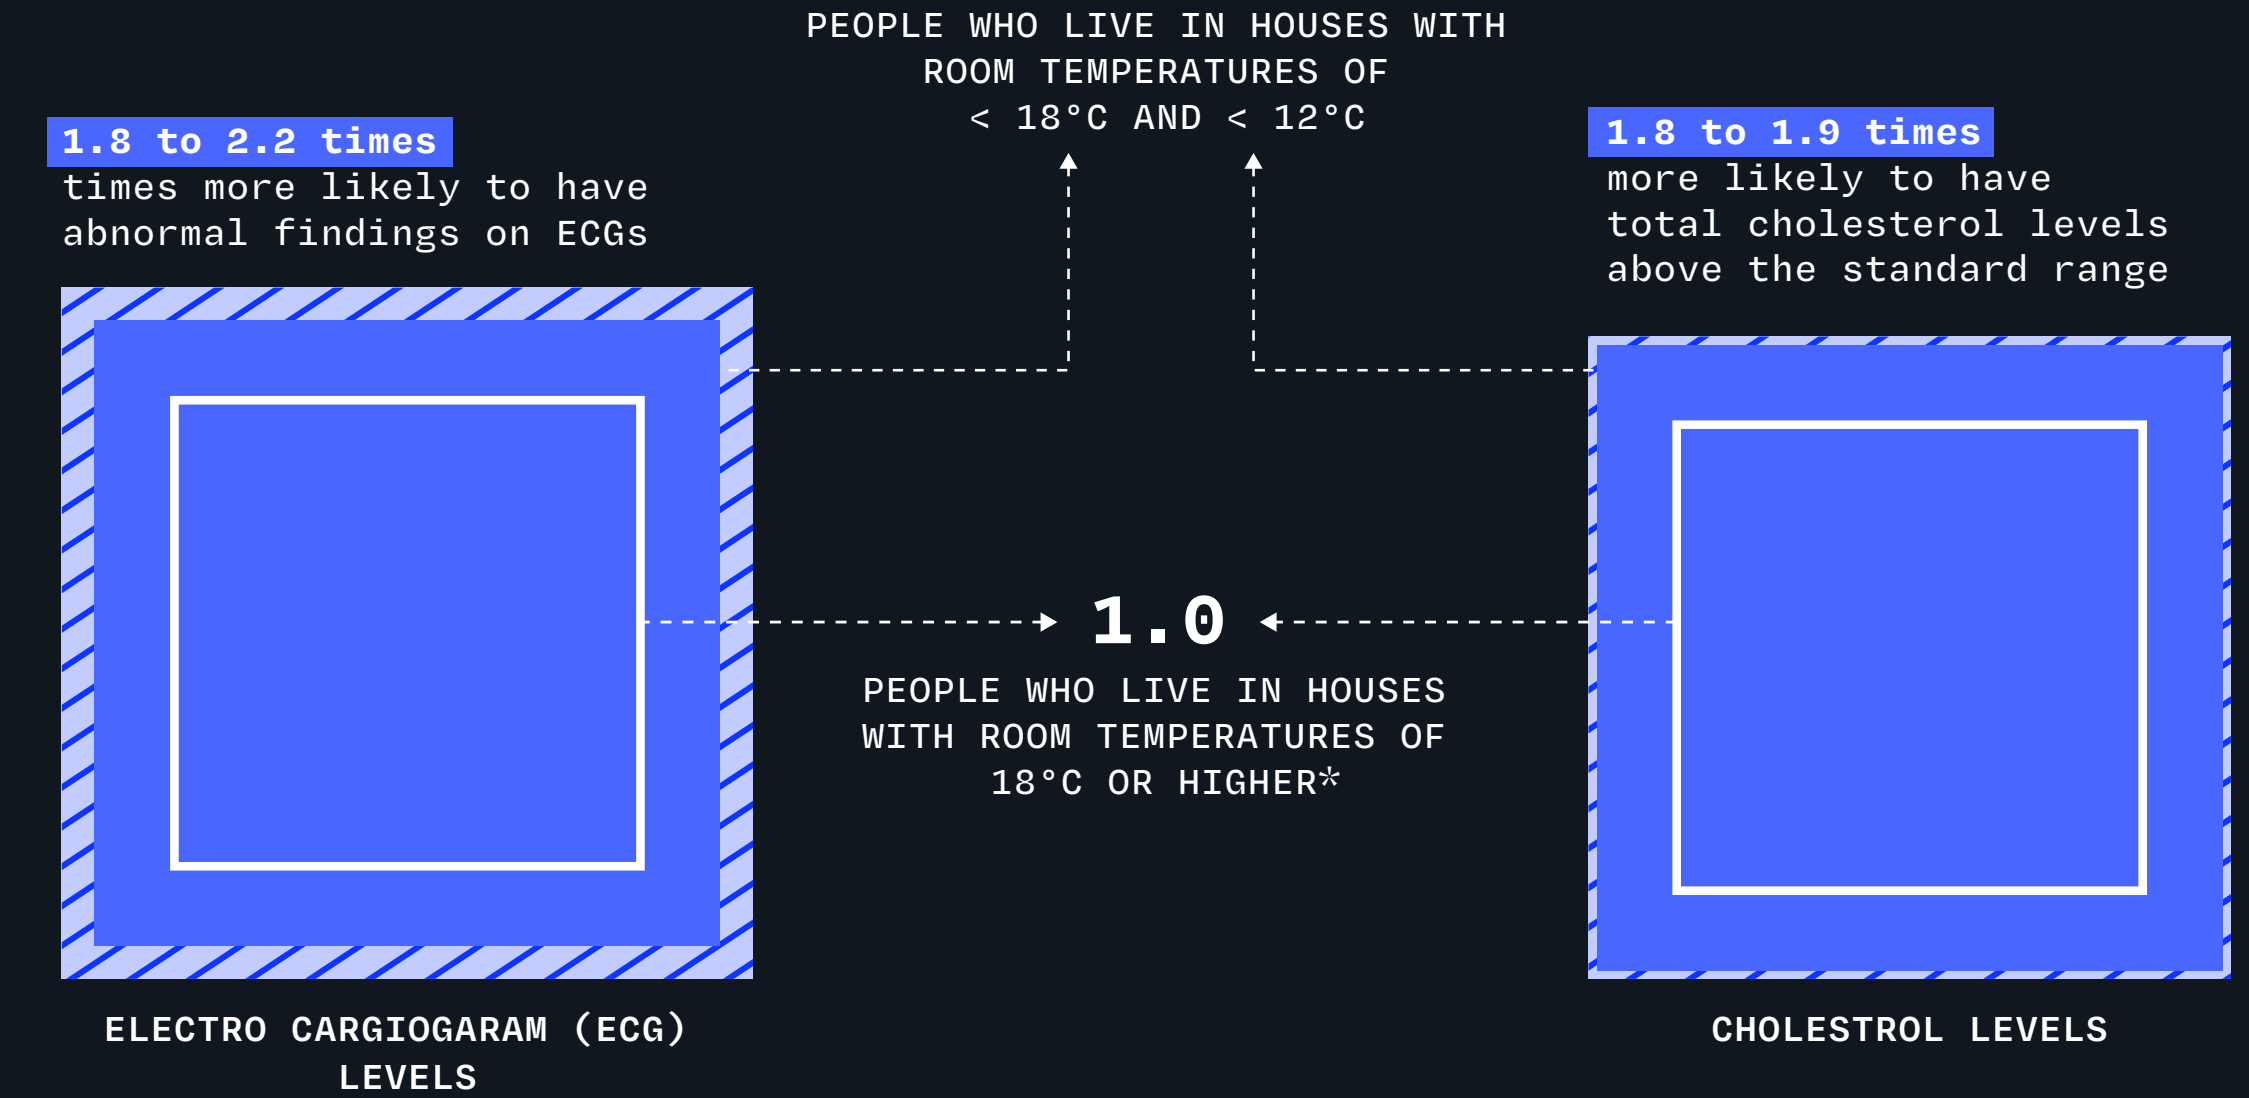 PEOPLE WHO LIVE IN HOUSES WITH
ROOM TEMPERATURES OF
< 18°C AND < 12°C
1.8 to 2.2 times
times more likely to have
abnormal findings on ECGs
1.8 to 1.9 times
more likely to have
total cholesterol levels
above the standard range
1.0
PEOPLE WHO LIVE IN HOUSES
WITH ROOM TEMPERATURES OF
18°C OR HIGHER*
ELECTRO CARGIOGARAM (ECG)
LEVELS
CHOLESTROL LEVELS